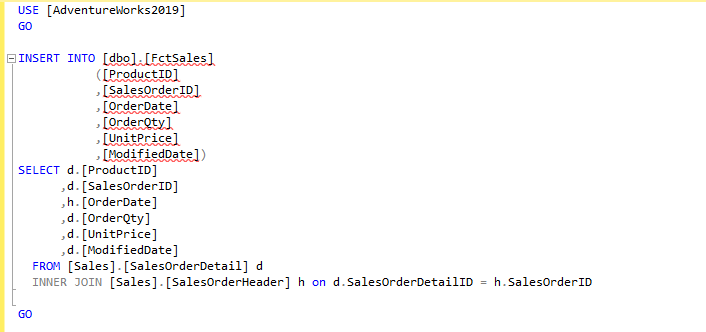 USE [AdventureWorks2019]
GO
INSERT INTO [dbo].[FctSales]
([ProductID]
,[SalesOrderID]
,[OrderDate]
,[OrderQty]
,[UnitPrice]
,[ModifiedDate])
SELECT d.[ProductID]
,d.[SalesOrderID]
,h.[OrderDate]
,d.[OrderQty]
,d.[UnitPrice]
,d.[ModifiedDate]
FROM [Sales].[SalesOrderDetail] d
INNER JOIN [Sales].[SalesOrderHeader] h on d.SalesOrderDetailID = h.SalesOrderID
GO